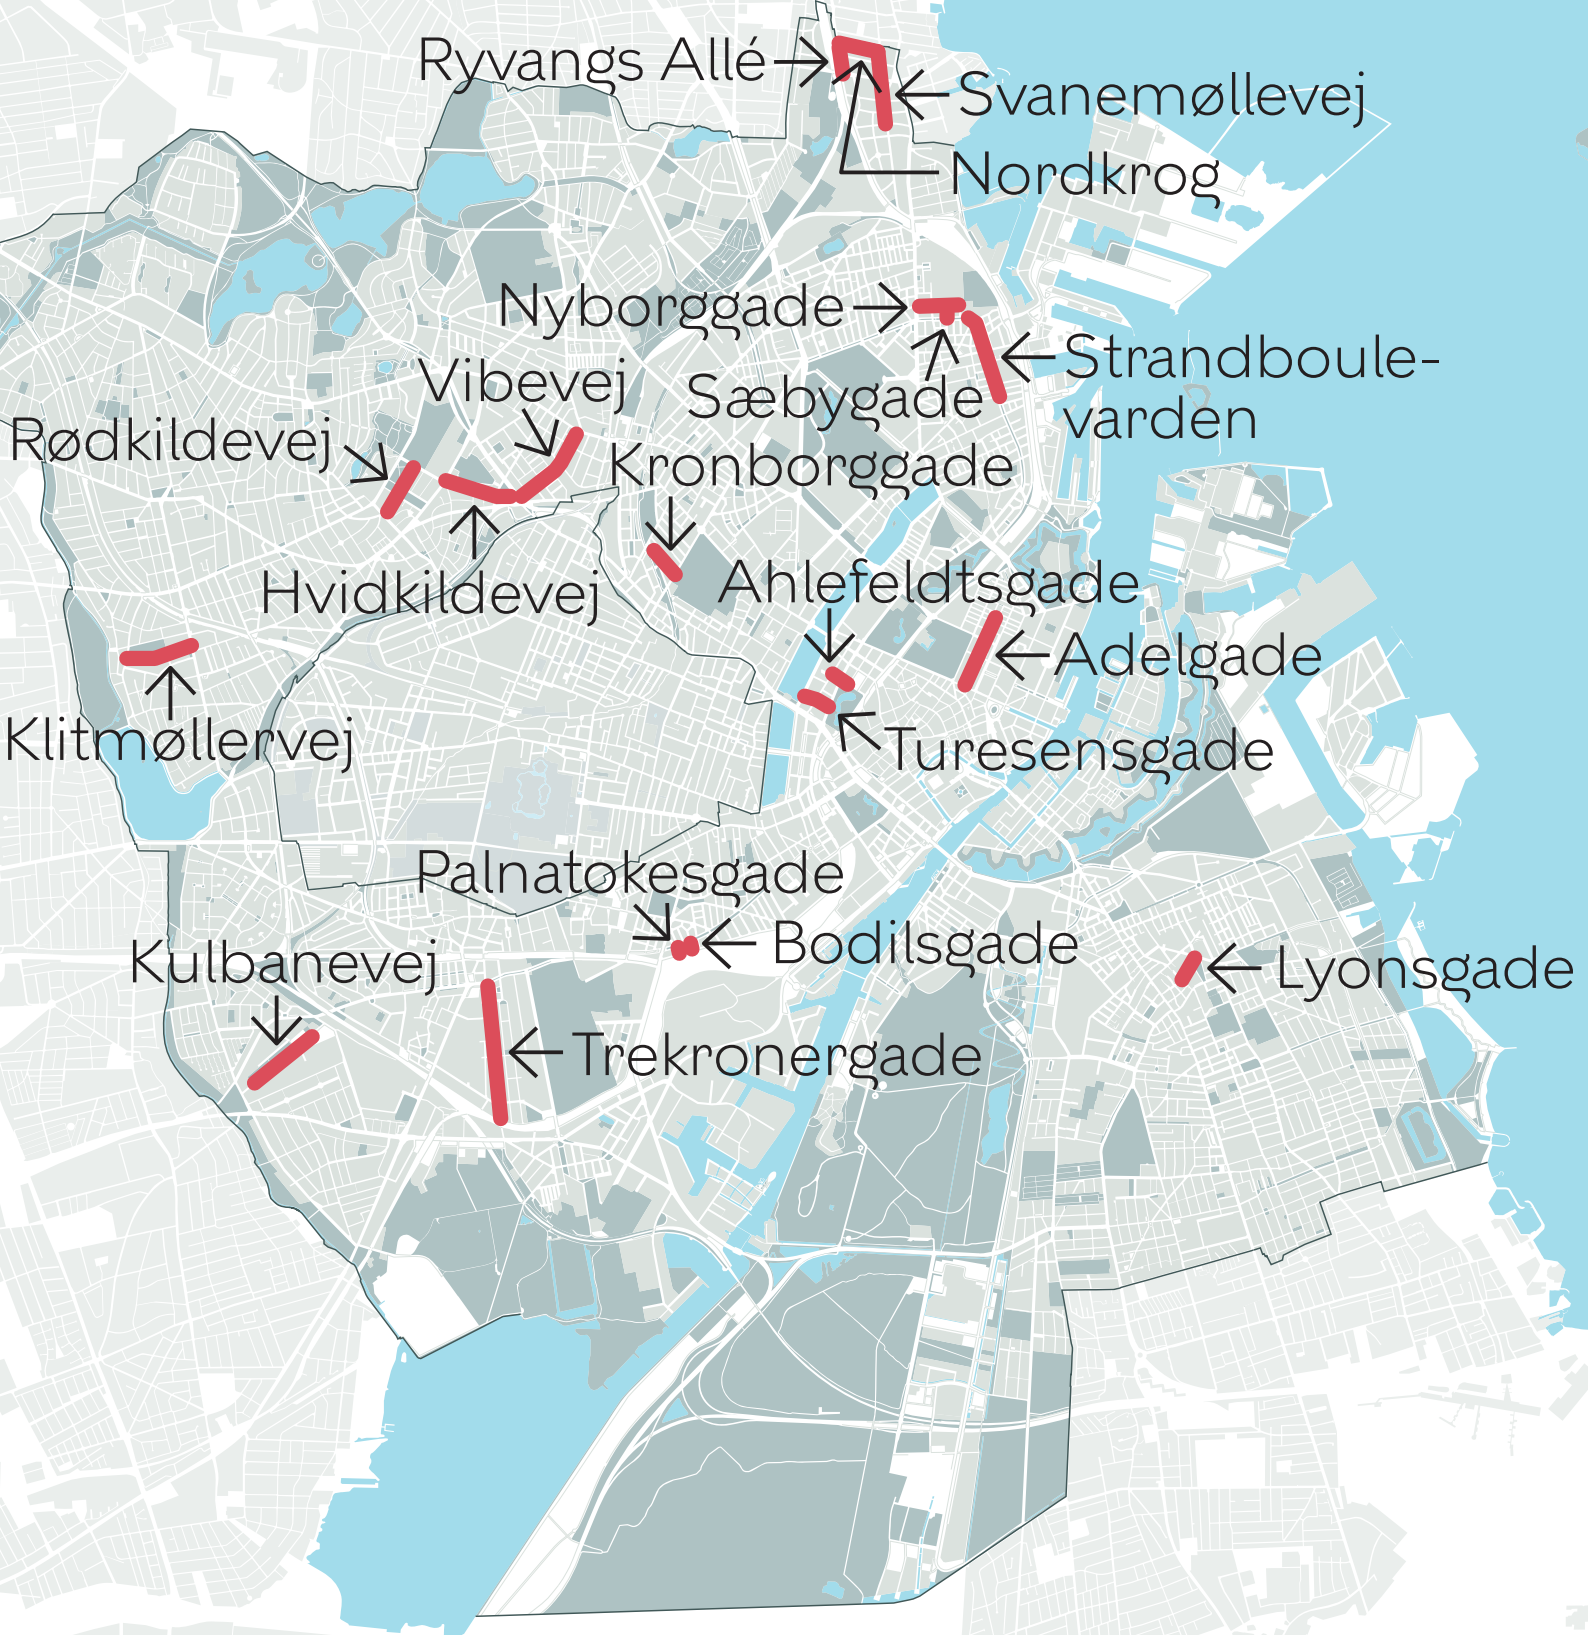 Ryvangs Allé
Svanemøllevej
Nordkrog
Nyborggade
Strandboule-
varden
Vibevej
Sæbygade
Rødkildevej
Kronborggade
Hvidkildevej
Ahlefeldtsgade
Adelgade
Klitmøllervej
Turesensgade
Palnatokesgade
Bodilsgade
Kulbanevej
Lyonsgade
Trekronergade